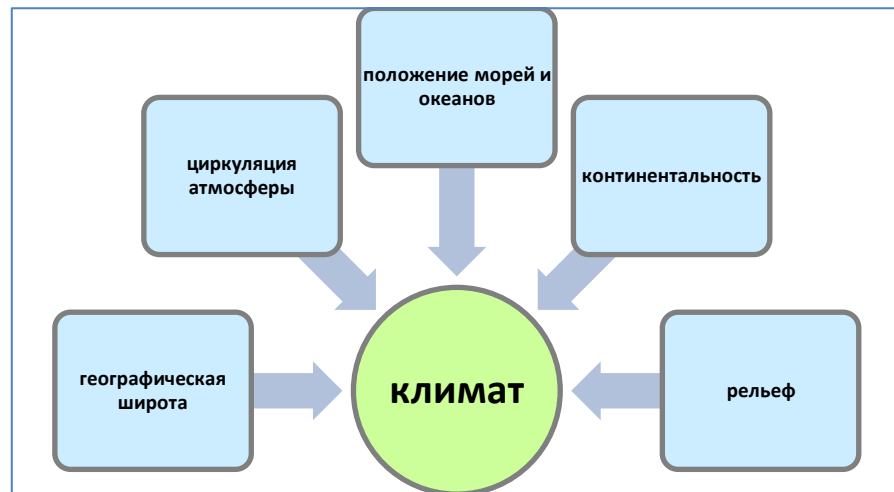 положение морей и
океанов
циркуляция
атмосферы
континентальность
географическая
широта
климат
рельеф